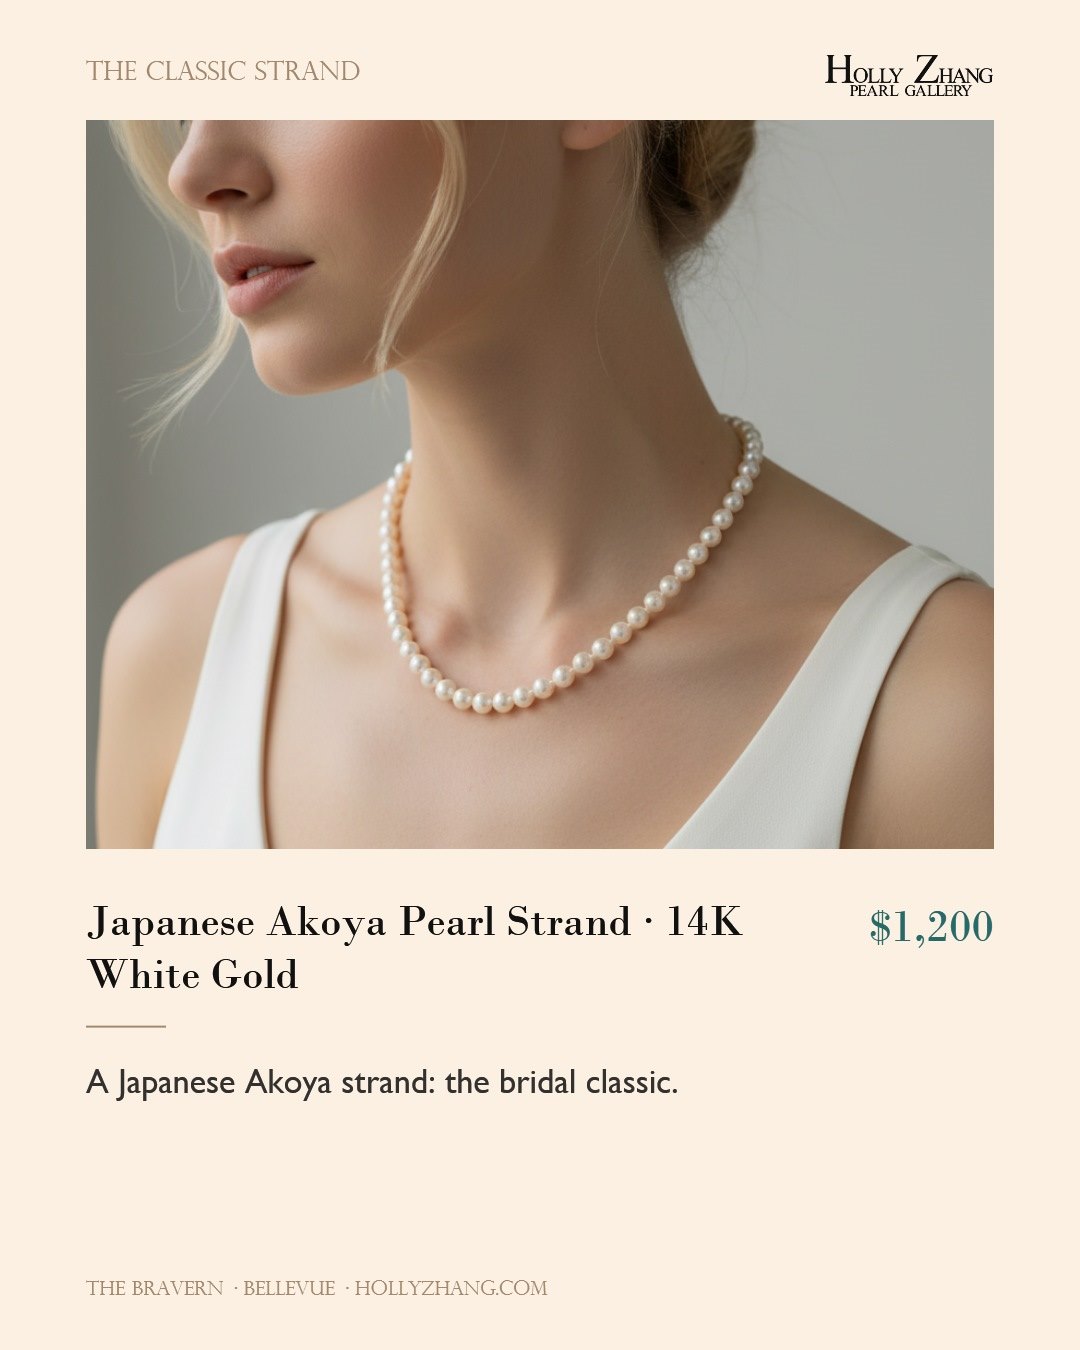 THE CLASSIC STRAND
HOLLY ZHANG
PEARL GALLERY
Japanese Akoya Pearl Strand · 14K
White Gold
$1,200
A Japanese Akoya strand: the bridal classic.
THE BRAVERN · BELLEVUE · HOLLYZHANG.COM